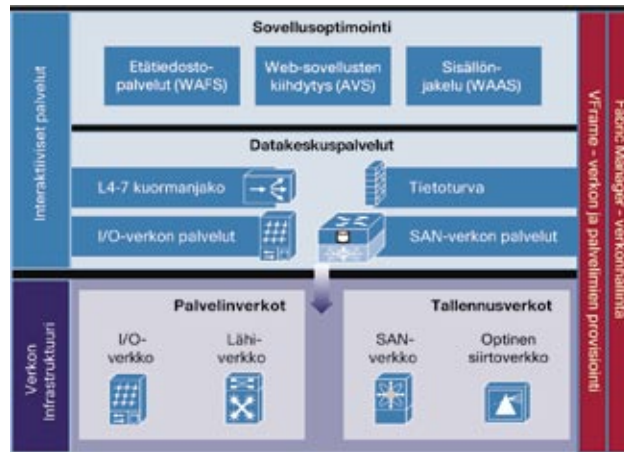 Interaktiiviset palvelut
Sovellusoptimointi
Etätiedosto-
palvelut (WAFS)
Web-sovellusten
kiihdytys (AVS)
Sisällön-
jakelu (WAAS)
Datakeskuspalvelut
L4-7 kuormanjako
Tietoturva
I/O-verkon palvelut
SAN-verkon palvelut
Verkon
Infrastruktuuri
Palvelinverkot
I/O-
verkko
Lähi-
verkko
Tallennusverkot
SAN-
verkko
Optinen
siirtoverkko
VFrame - verkon ja palvelimien provisiointi
Fabric Manager - verkonhallinta